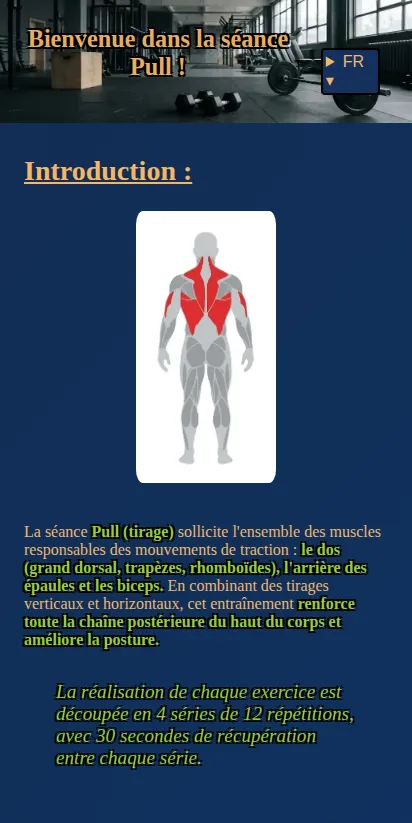 Bienvenue dans la séance
Pull !
▶ FR
▼
Introduction :
La séance Pull (tirage) sollicite l'ensemble des muscles
responsables des mouvements de traction : le dos
(grand dorsal, trapèzes, rhomboïdes), l'arrière des
épaules et les biceps. En combinant des tirages
verticaux et horizontaux, cet entraînement renforce
toute la chaîne postérieure du haut du corps et
améliore la posture.
La réalisation de chaque exercice est
découpée en 4 séries de 12 répétitions,
avec 30 secondes de récupération
entre chaque série.